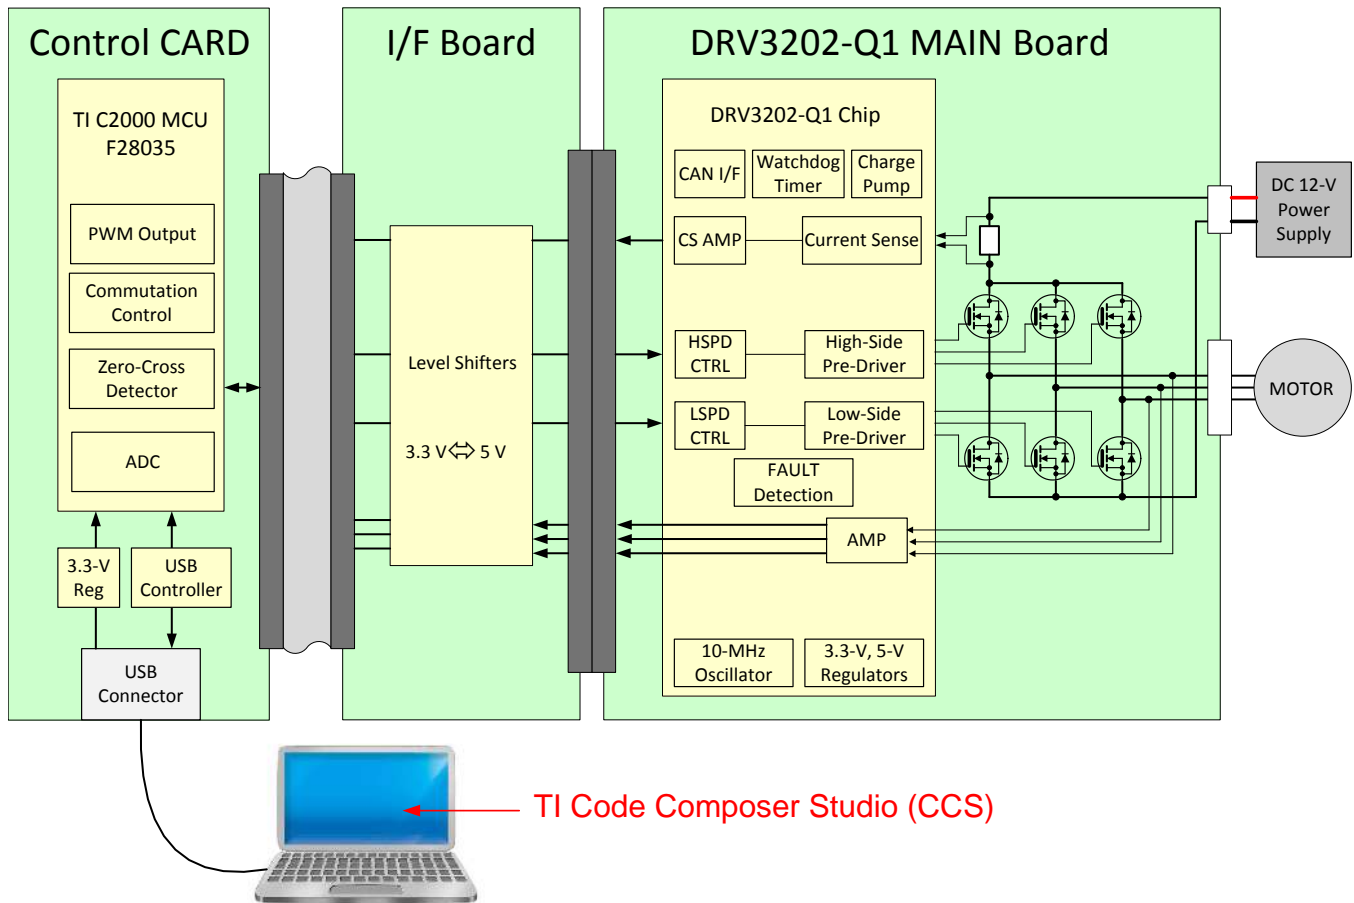 Control CARD
TI C2000 MCU
F28035
PWM Output
Commutation
Control
Zero-Cross
Detector
ADC
3.3-V
Reg
USB
Controller
USB
Connector
I/F Board
Level Shifters
3.3 V⇔ 5 V
DRV3202-Q1 MAIN Board
DRV3202-Q1 Chip
CAN I/F
Watchdog
Timer
Charge
Pump
CS AMP
Current Sense
HSPD
CTRL
High-Side
Pre-Driver
LSPD
CTRL
Low-Side
Pre-Driver
FAULT
Detection
AMP
10-MHz
Oscillator
3.3-V, 5-V
Regulators
DC 12-V
Power
Supply
MOTOR
TI Code Composer Studio (CCS)